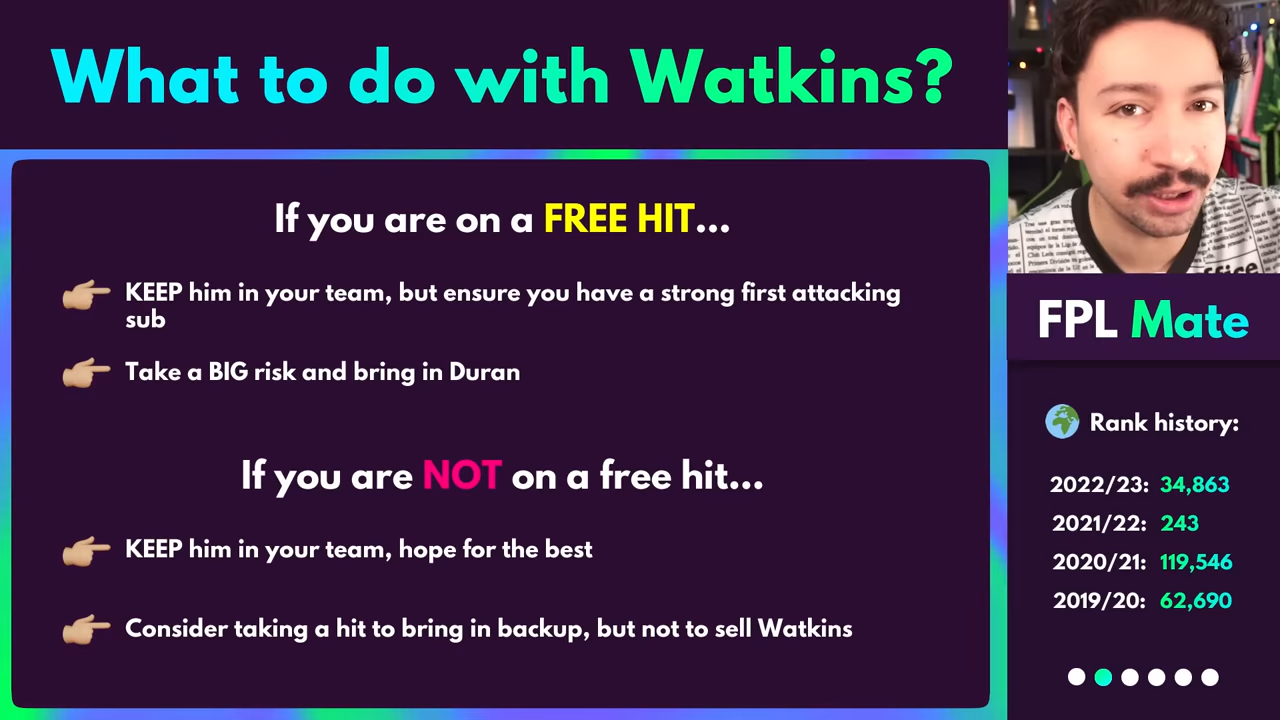 What to do with Watkins?
If you are on a FREE HIT...
KEEP him in your team, but ensure you have a strong first attacking
sub
Take a BIG risk and bring in Duran
If you are NOT on a free hit...
KEEP him in your team, hope for the best
Consider taking a hit to bring in backup, but not to sell Watkins
ffice
FPL Mate
Rank history:
2022/23: 34,863
2021/22: 243
2020/21: 119,546
2019/20: 62,690